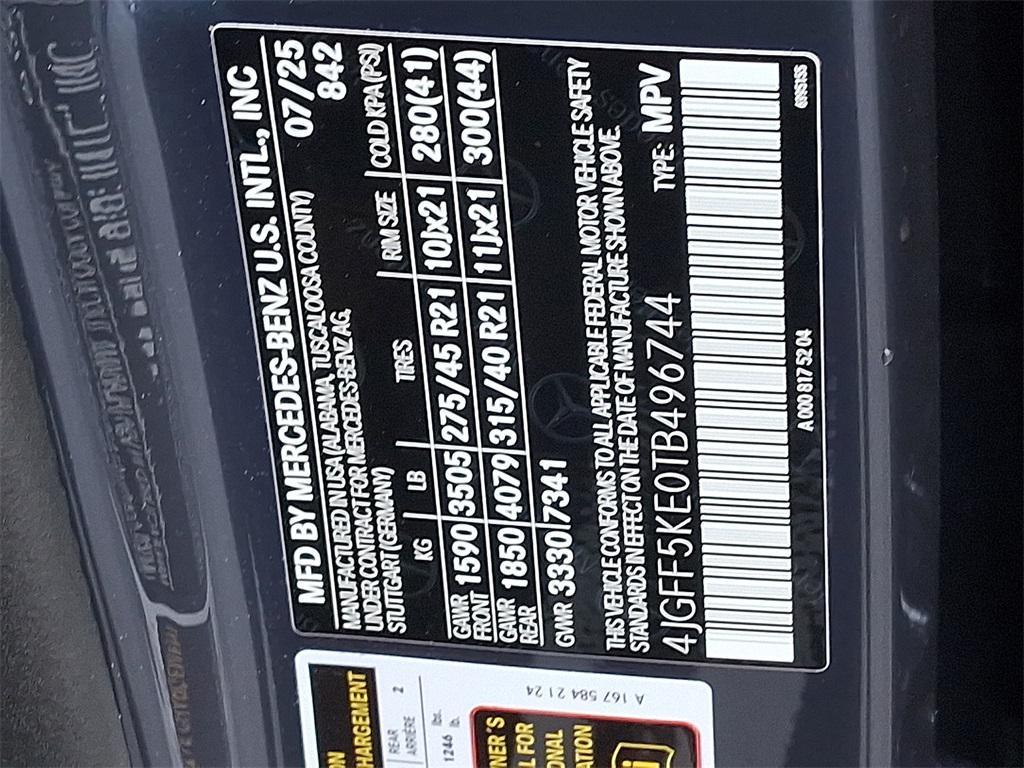 MFD BY MERCEDES-BENZ U.S. INTL., INC
MANUFACTURED IN USA (ALABAMA, TUSCALOOSA COUNTY) 07/25
UNDER CONTRACT FOR MERCEDES-BENZ AG, 842
STUTTGART (GERMANY)
KG LB TIRES RIM SIZE COLD KPA (PSI)
GAWR FRONT 1590 3505 275/45 R21 10Jx21 280(41)
GAWR REAR 1850 4079 315/40 R21 11Jx21 300(44)
GVWR 3330 7341
THIS VEHICLE CONFORMS TO ALL APPLICABLE FEDERAL MOTOR VEHICLE SAFETY
STANDARDS IN EFFECT ON THE DATE OF MANUFACTURE SHOWN ABOVE.
4JGFF5KE0TB496744 TYPE: MPV
A 000 817 52 04
HARGEMENT
REAR
ARRIÈRE 2
1246 lbs.
lb.
A 167 584 21 24